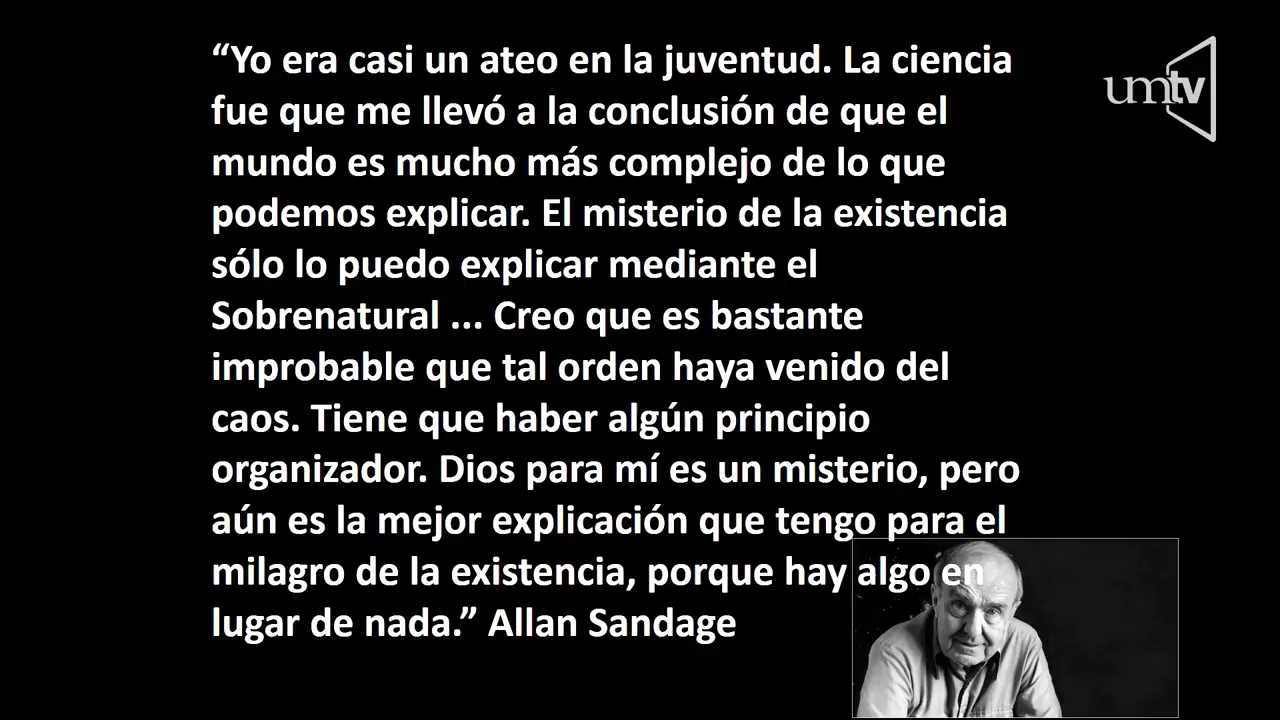 “Yo era casi un ateo en la juventud. La ciencia
fue que me llevó a la conclusión de que el
mundo es mucho más complejo de lo que
podemos explicar. El misterio de la existencia
sólo lo puedo explicar mediante el
Sobrenatural ... Creo que es bastante
improbable que tal orden haya venido del
caos. Tiene que haber algún principio
organizador. Dios para mí es un misterio, pero
aún es la mejor explicación que tengo para el
milagro de la existencia, porque hay algo en
lugar de nada.” Allan Sandage
umtv